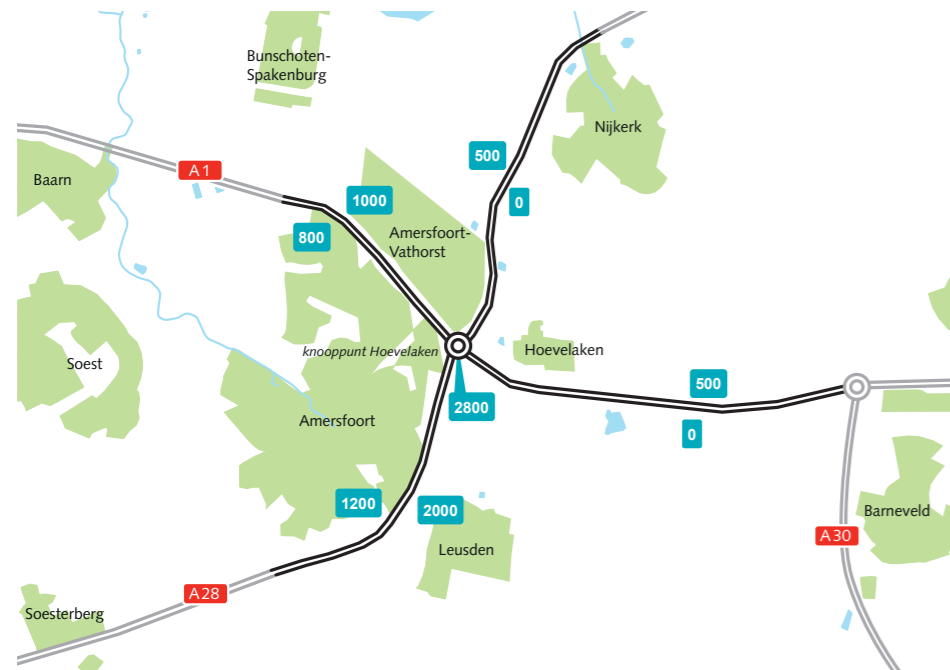 Bunschoten-
Spakenburg
Nijkerk
500
A1
Baarn
1000
0
800
Amersfoort-
Vathorst
knooppunt Hoevelaken
Hoevelaken
Soest
500
2800
Amersfoort
0
1200
2000
Barneveld
A30
Leusden
A28
Soesterberg